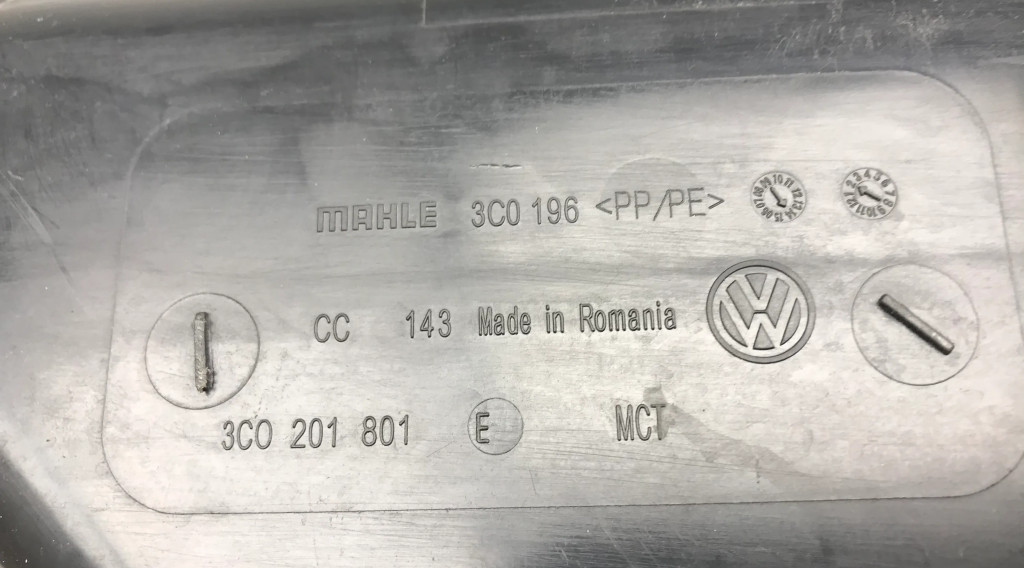 MAHLE 3C0 196 <PP/PE>
CC 143 Made in Romania
3C0 201 801 E MCT